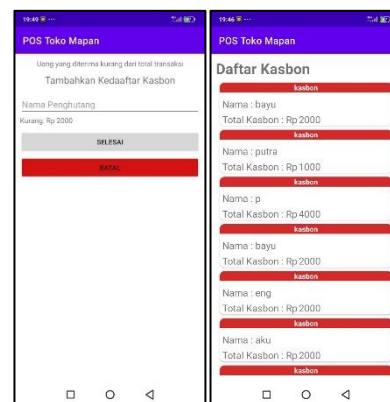 19:49
POS Toko Mapan
Uang yang diterima kurang dari total transaksi
Tambahkan Kedaaftar Kasbon
Nama Penghutang
Kurang: Rp 2000
SELESAI
BATAL
19:46
POS Toko Mapan
Daftar Kasbon
kasbon
Nama : bayu
Total Kasbon : Rp 2000
kasbon
Nama : putra
Total Kasbon : Rp 1000
kasbon
Nama : p
Total Kasbon : Rp 4000
kasbon
Nama : bayu
Total Kasbon : Rp 2000
kasbon
Nama : eng
Total Kasbon : Rp 2000
kasbon
Nama : aku
Total Kasbon : Rp 2000
kasbon